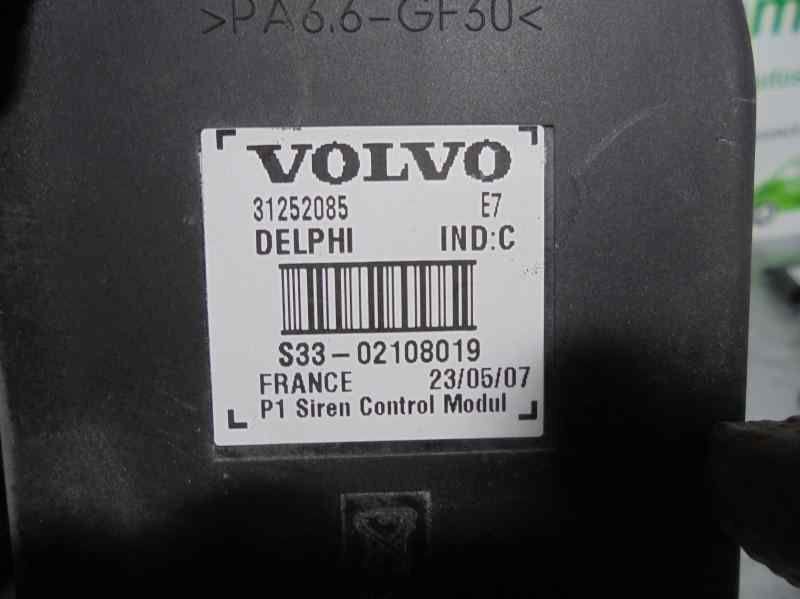 >PA6.6-GF30<
VOLVO
31252085 E7
DELPHI IND:C
S33-02108019
FRANCE 23/05/07
P1 Siren Control Modul